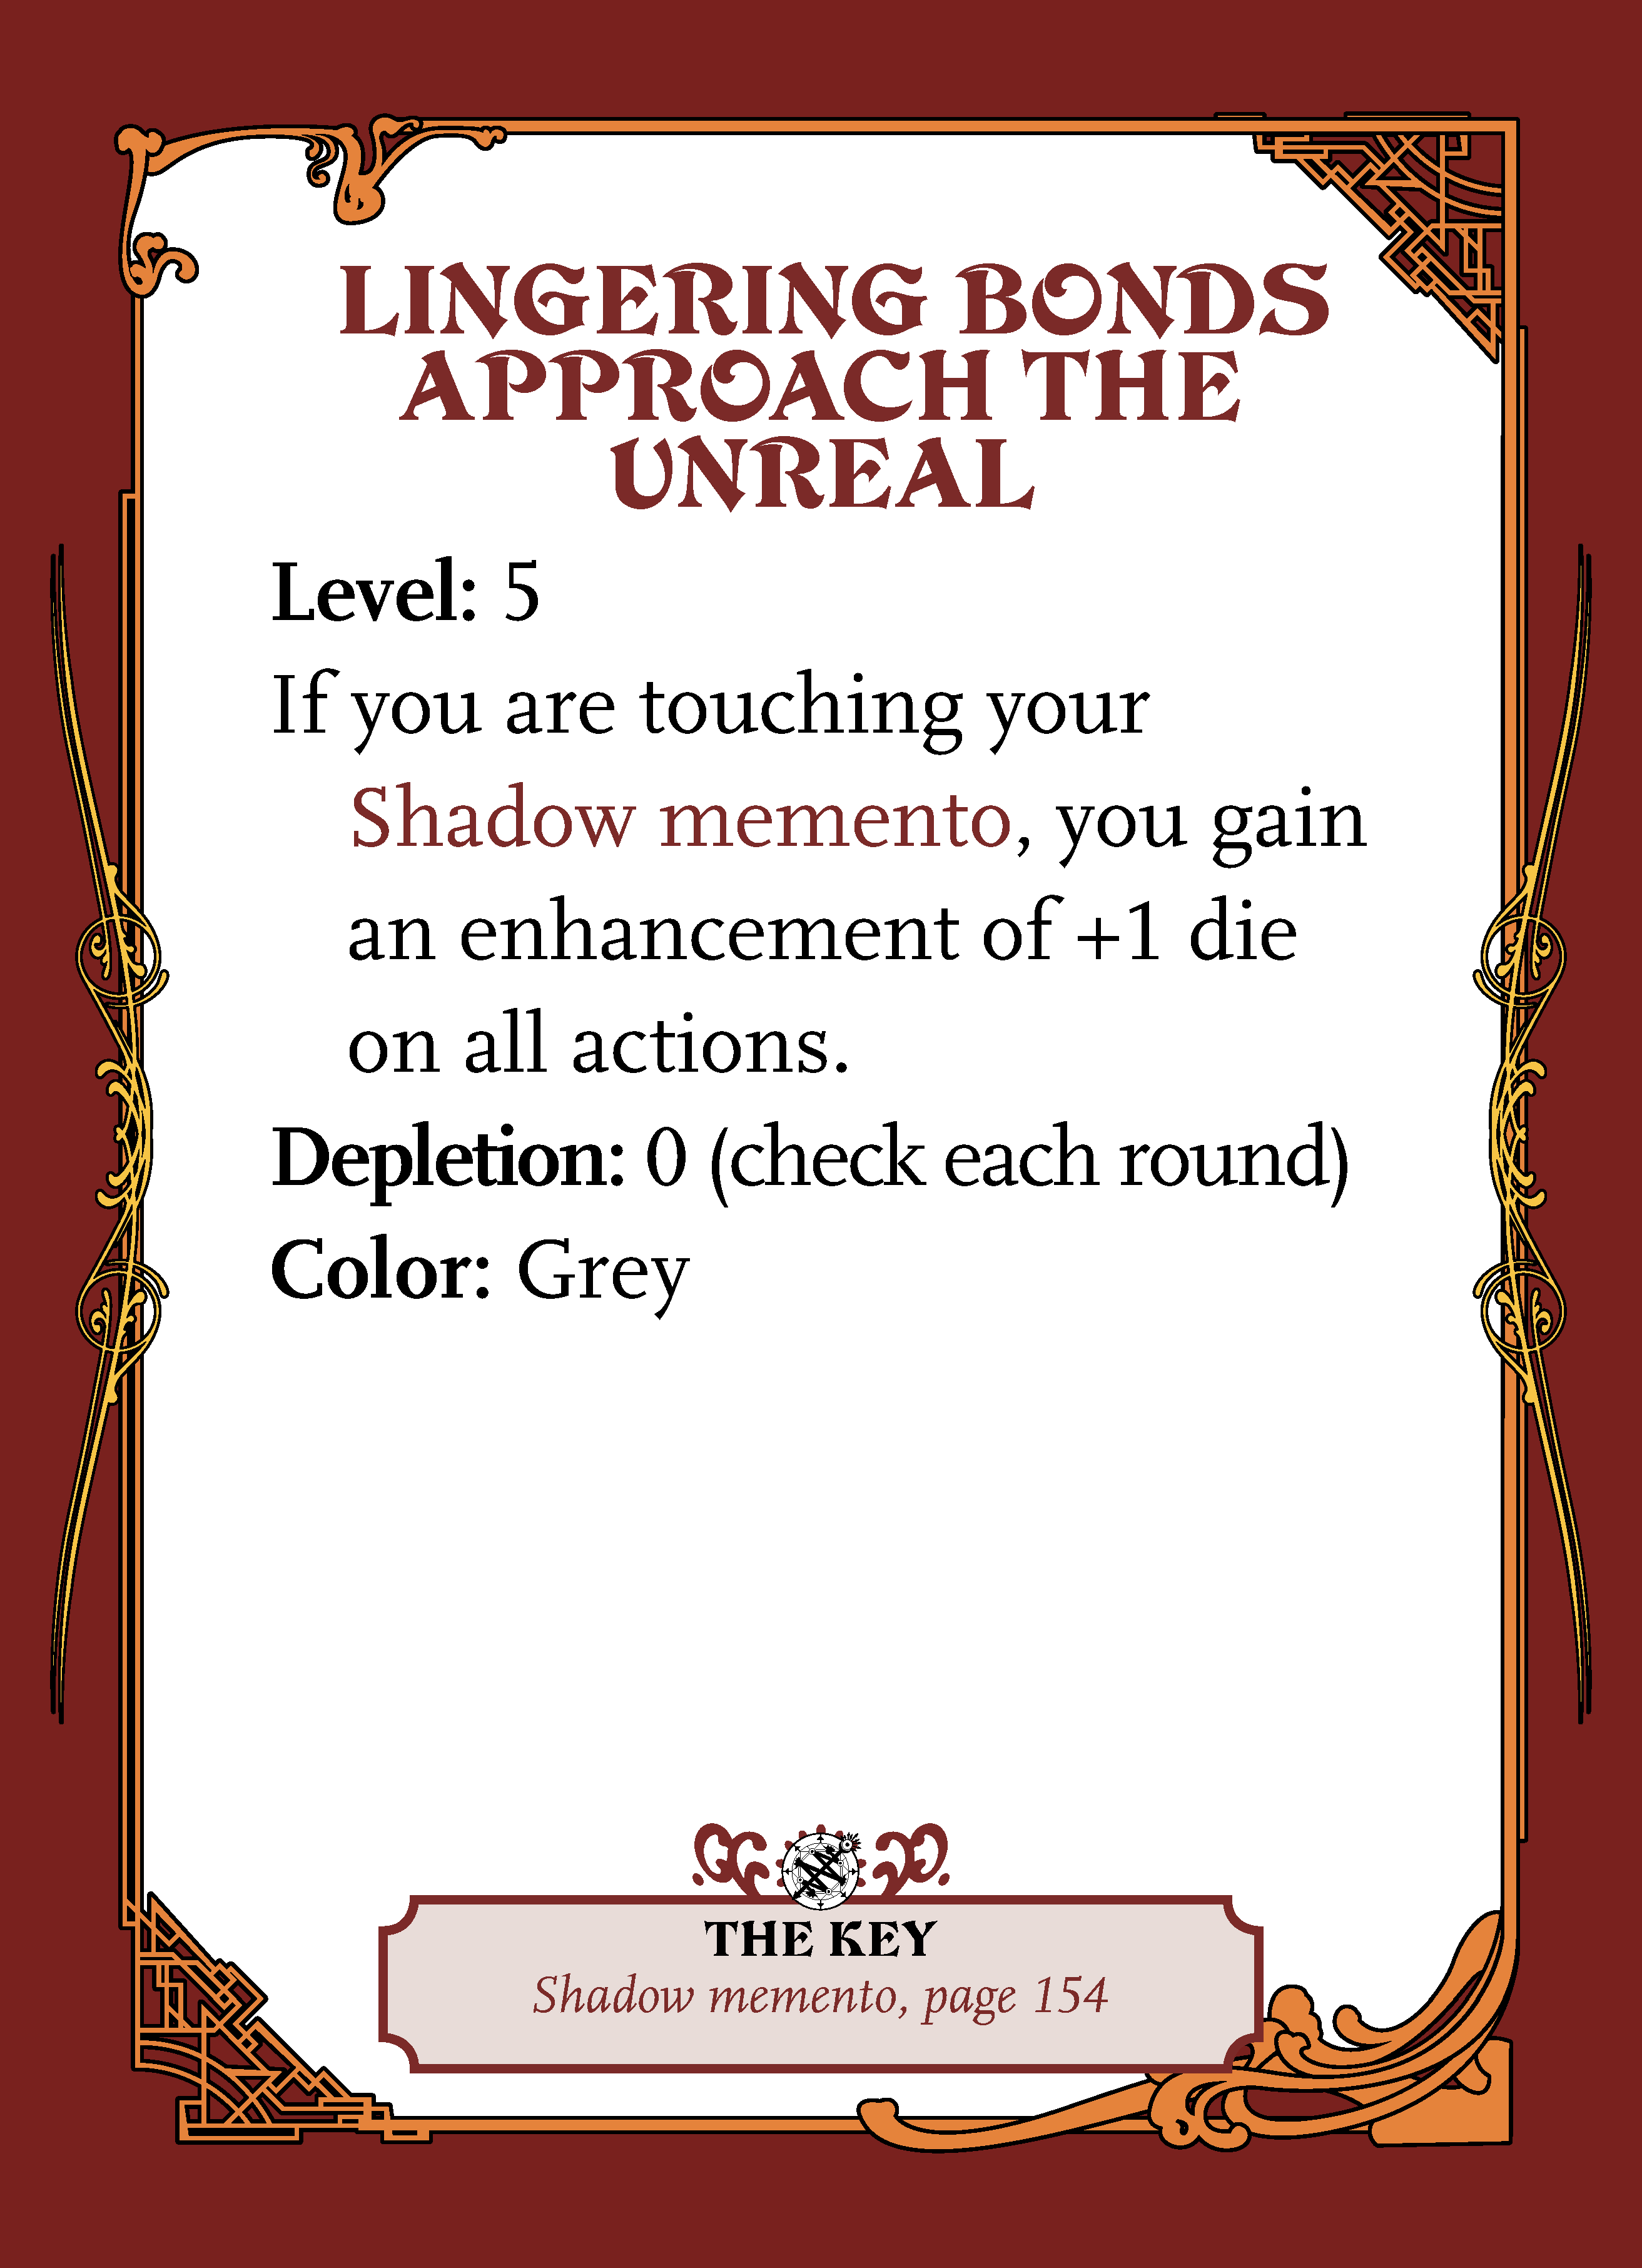 LINGERING BONDS
APPROACH THE
UNREAL
Level: 5
If you are touching your
Shadow memento, you gain
an enhancement of +1 die
on all actions.
Depletion: 0 (check each round)
Color: Grey
THE KEY
Shadow memento, page 154